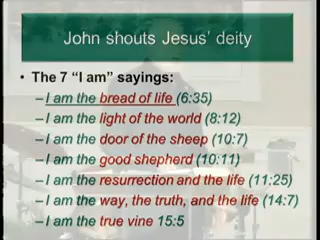 John shouts Jesus' deity
• The 7 “I am” sayings:
–I am the bread of life (6:35)
–I am the light of the world (8:12)
–I am the door of the sheep (10:7)
–I am the good shepherd (10:11)
–I am the resurrection and the life (11:25)
–I am the way, the truth, and the life (14:7)
–I am the true vine 15:5